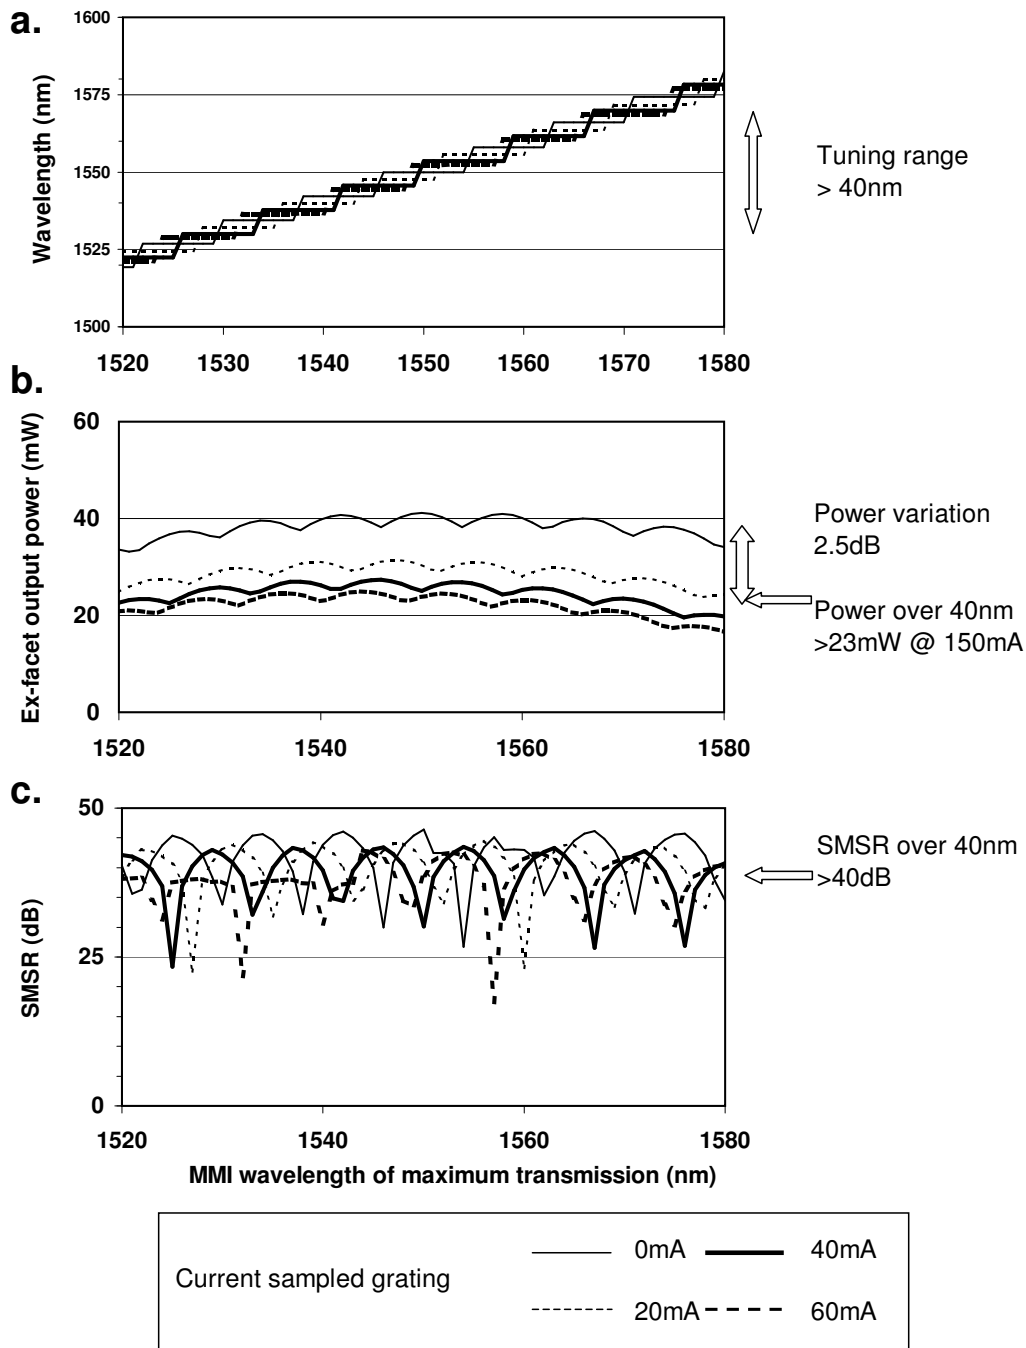 a.
Wavelength (nm)
1600
1575
1550
1525
1500
1520 1530 1540 1550 1560 1570 1580
Tuning range
> 40nm
b.
Ex-facet output power (mW)
60
40
20
0
1520 1540 1560 1580
Power variation
2.5dB
Power over 40nm
>23mW @ 150mA
c.
SMSR (dB)
50
25
0
1520 1540 1560 1580
SMSR over 40nm
>40dB
MMI wavelength of maximum transmission (nm)
Current sampled grating
0mA 40mA
20mA 60mA